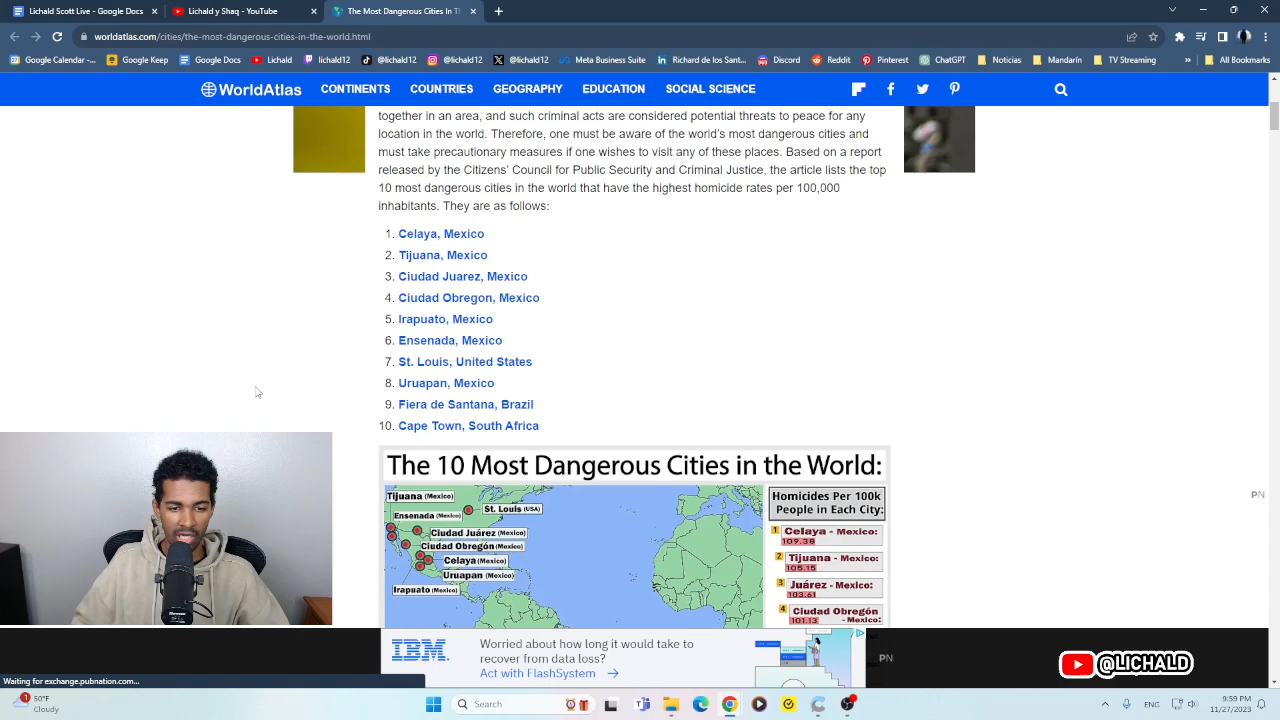 Lichald Scott Live - Google Docs
Lichald y Shaq - YouTube
The Most Dangerous Cities In Th
worldatlas.com/cities/the-most-dangerous-cities-in-the-world.html
Google Calendar -...
Google Keep
Google Docs
Lichald
lichald12
@lichald12
@lichald12
@lichald12
Meta Business Suite
Richard de los Sant...
Discord
Reddit
Pinterest
ChatGPT
Noticias
Mandarín
TV Streaming
»
All Bookmarks
WorldAtlas
CONTINENTS
COUNTRIES
GEOGRAPHY
EDUCATION
SOCIAL SCIENCE
together in an area, and such criminal acts are considered potential threats to peace for any
location in the world. Therefore, one must be aware of the world's most dangerous cities and
must take precautionary measures if one wishes to visit any of these places. Based on a report
released by the Citizens' Council for Public Security and Criminal Justice, the article lists the top
10 most dangerous cities in the world that have the highest homicide rates per 100,000
inhabitants. They are as follows:
1. Celaya, Mexico
2. Tijuana, Mexico
3. Ciudad Juarez, Mexico
4. Ciudad Obregon, Mexico
5. Irapuato, Mexico
6. Ensenada, Mexico
7. St. Louis, United States
8. Uruapan, Mexico
9. Fiera de Santana, Brazil
10. Cape Town, South Africa
The 10 Most Dangerous Cities in the World:
Tijuana (Mexico)
Ensenada (Mexico)
St. Louis (USA)
Ciudad Juárez (Mexico)
Ciudad Obregón (Mexico)
Celaya (Mexico)
Uruapan (Mexico)
Irapuato (Mexico)
Homicides Per 100k
People in Each City:
1 Celaya - Mexico:
109.38
2 Tijuana - Mexico:
105.15
3 Juárez - Mexico:
103.61
4 Ciudad Obregón
101.13 - Mexico:
PN
IBM
Worried about how long it would take to
recover from data loss?
Act with FlashSystem →
PN
@LICHALD
Waiting for exchange.pubnation.com...
1
50°F
Cloudy
Search
ENG
9:59 PM
11/27/2023